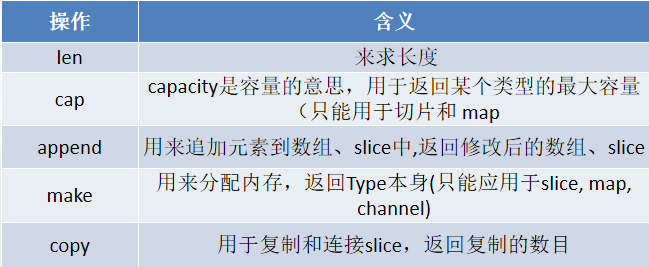 操作 含义
len 来求长度
cap capacity是容量的意思，用于返回某个类型的最大容量
（只能用于切片和 map
append 用来追加元素到数组、slice中,返回修改后的数组、slice
make 用来分配内存，返回Type本身(只能应用于slice, map,
channel)
copy 用于复制和连接slice，返回复制的数目